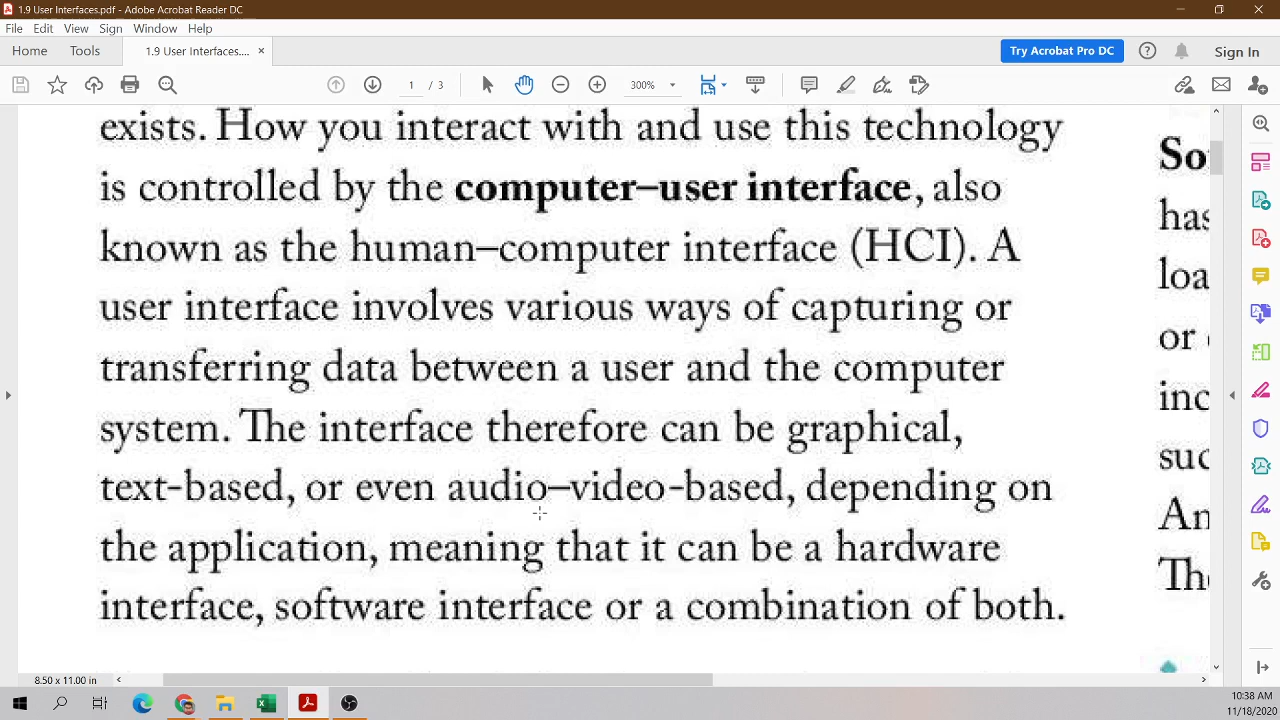 1.9 User Interfaces.pdf - Adobe Acrobat Reader DC
File Edit View Sign Window Help
Home Tools 1.9 User Interfaces.... × Try Acrobat Pro DC Sign In
1 / 3 300%
exists. How you interact with and use this technology
is controlled by the computer–user interface, also
known as the human–computer interface (HCI). A
user interface involves various ways of capturing or
transferring data between a user and the computer
system. The interface therefore can be graphical,
text-based, or even audio–video-based, depending on
the application, meaning that it can be a hardware
interface, software interface or a combination of both.
has
or
8.50 x 11.00 in
10:38 AM
11/18/2020